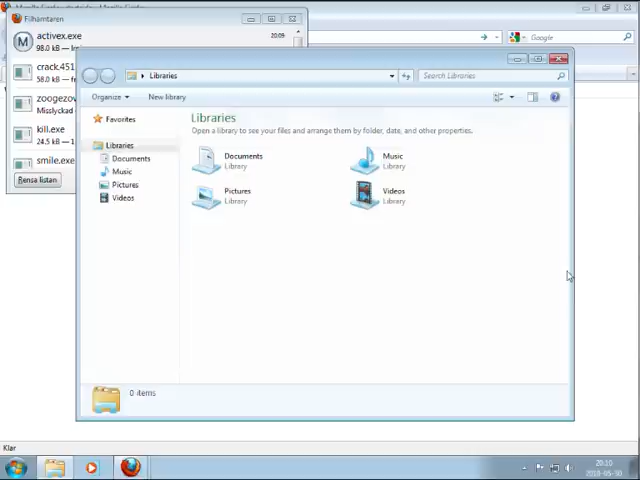 Filhämtaren
activex.exe
20:09
98.0 kB
crack.451
58.0 kB
Misslyckad
kill.exe
24.5 kB
smile.exe
Rensa listan
Google
Libraries
Search Libraries
Organize
New library
Favorites
Libraries
Documents
Music
Pictures
Videos
Libraries
Open a library to see your files and arrange them by folder, date, and other properties.
Documents
Library
Music
Library
Pictures
Library
Videos
Library
0 items
Klar
20:10
2010-05-30